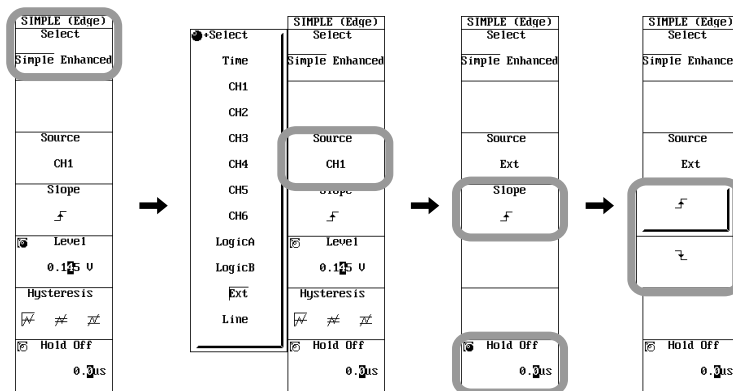 SIMPLE (Edge)
Select
Simple Enhanced
Source
CH1
Slope
Level
0.145 V
Hysteresis
Hold Off
0.0us
Select
Time
CH1
CH2
CH3
CH4
CH5
CH6
LogicA
LogicB
Ext
Line
SIMPLE (Edge)
Select
Simple Enhanced
Source
CH1
Slope
Level
0.145 V
Hysteresis
Hold Off
0.0us
SIMPLE (Edge)
Select
Simple Enhanced
Source
Ext
Slope
Hold Off
0.0us
SIMPLE (Edge)
Select
Simple Enhanced
Source
Ext
Hold Off
0.0us